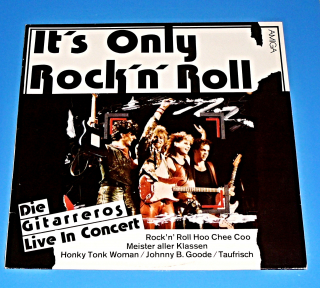 It's Only
Rock'n' Roll
AMIGA
Die
Gitarreros
Live In Concert
Rock'n' Roll Hoo Chee Coo
Meister aller Klassen
Honky Tonk Woman / Johnny B. Goode / Taufrisch